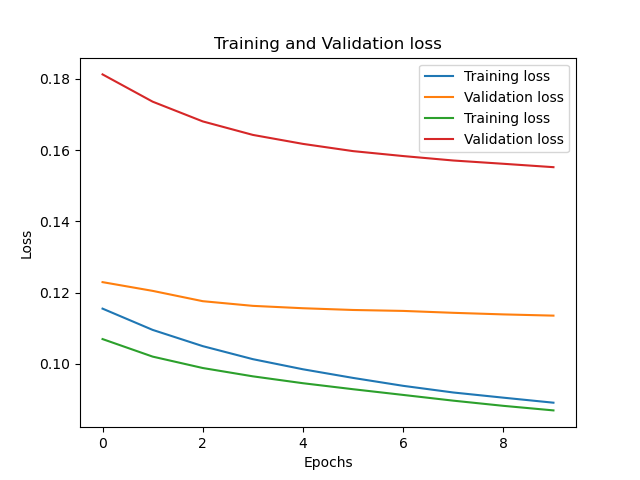 Training and Validation loss
Training loss
Validation loss
Training loss
Validation loss
Loss
0.18
0.16
0.14
0.12
0.10
0 2 4 6 8
Epochs